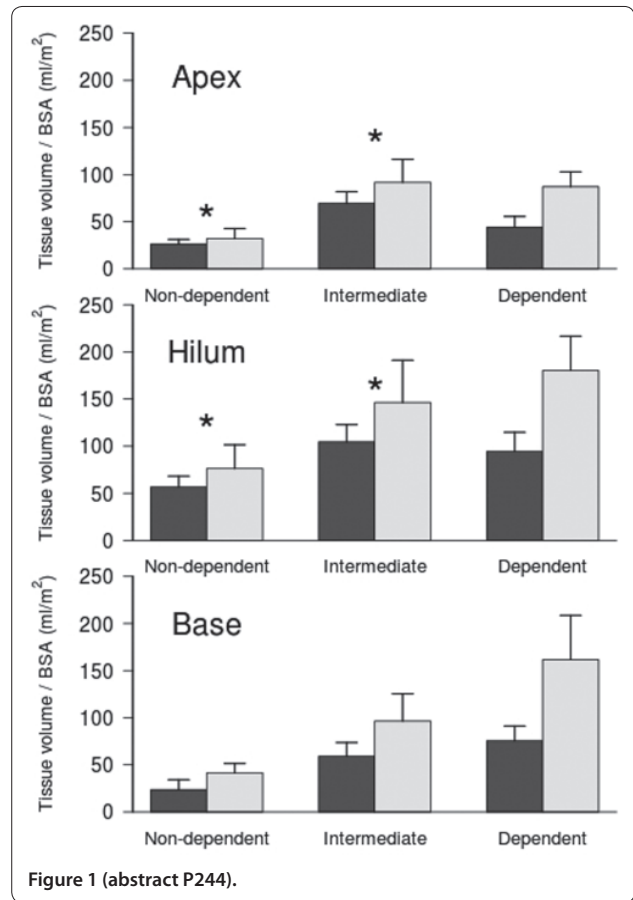 250
200
150
100
50
0
Tissue volume / BSA (ml/m²)
Apex
*
*
Non-dependent Intermediate Dependent
250
200
150
100
50
0
Tissue volume / BSA (ml/m²)
Hilum
*
*
Non-dependent Intermediate Dependent
250
200
150
100
50
0
Tissue volume / BSA (ml/m²)
Base
Non-dependent Intermediate Dependent
Figure 1 (abstract P244).